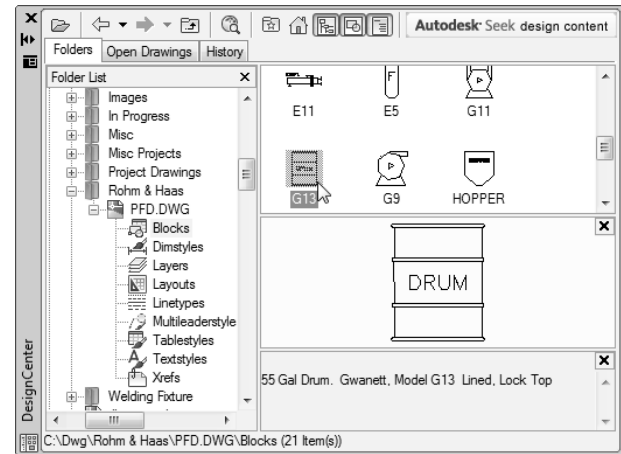 Autodesk® Seek design content
Folders Open Drawings History
Folder List
Images
In Progress
Misc
Misc Projects
Project Drawings
Rohm & Haas
PFD.DWG
Blocks
Dimstyles
Layers
Layouts
Linetypes
Multileaderstyle
Tablestyles
Textstyles
Xrefs
Welding Fixture
E11 E5 G11
G13 G9 HOPPER
DRUM
55 Gal Drum. Gwanett, Model G13 Lined, Lock Top
DesignCenter
C:\Dwg\Rohm & Haas\PFD.DWG\Blocks (21 Item(s))